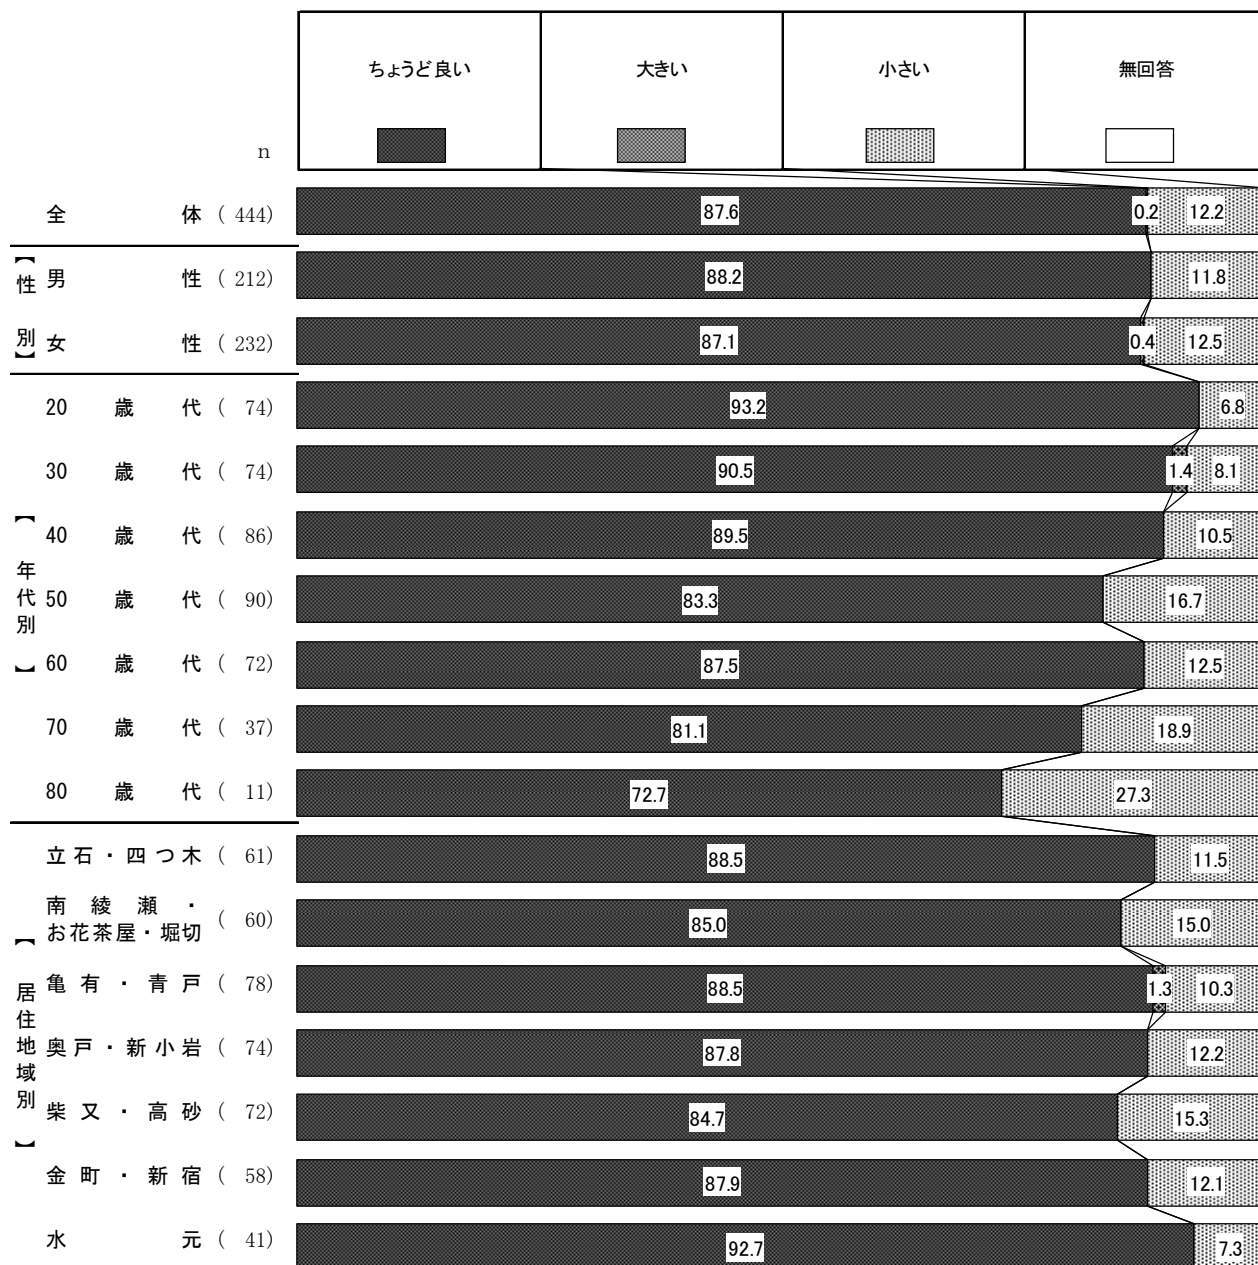 ちょうど良い 大きい 小さい 無回答
n
全体 ( 444) 87.6 0.2 12.2
【性別】
男性 ( 212) 88.2 11.8
女性 ( 232) 87.1 0.4 12.5
【年代別】
20歳代 ( 74) 93.2 6.8
30歳代 ( 74) 90.5 1.4 8.1
40歳代 ( 86) 89.5 10.5
50歳代 ( 90) 83.3 16.7
60歳代 ( 72) 87.5 12.5
70歳代 ( 37) 81.1 18.9
80歳代 ( 11) 72.7 27.3
【居住地域別】
立石・四つ木 ( 61) 88.5 11.5
南綾瀬・
お花茶屋・堀切 ( 60) 85.0 15.0
亀有・青戸 ( 78) 88.5 1.3 10.3
奥戸・新小岩 ( 74) 87.8 12.2
柴又・高砂 ( 72) 84.7 15.3
金町・新宿 ( 58) 87.9 12.1
水元 ( 41) 92.7 7.3